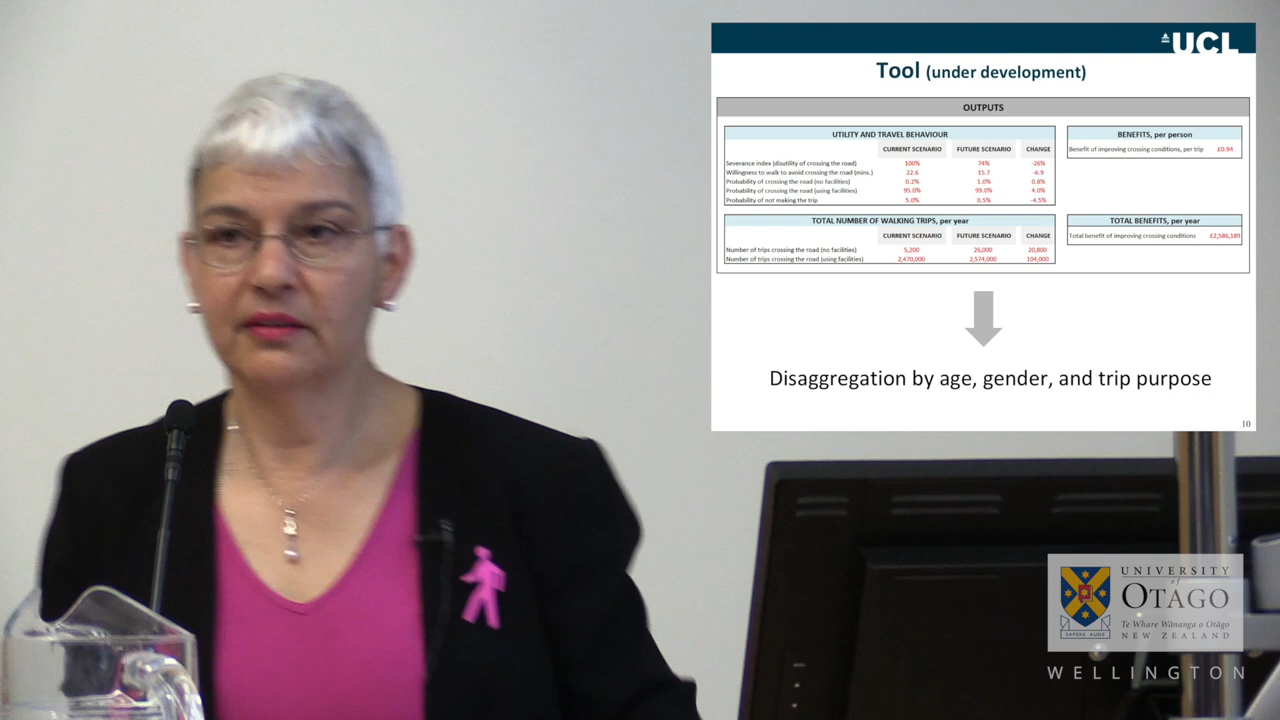 UCL
Tool (under development)
OUTPUTS
UTILITY AND TRAVEL BEHAVIOUR
CURRENT SCENARIO FUTURE SCENARIO CHANGE
Severance index (disutility of crossing the road) 100% 74% -26%
Willingness to walk to avoid crossing the road (mins.) 22.6 15.7 -6.9
Probability of crossing the road (no facilities) 0.2% 1.0% 0.8%
Probability of crossing the road (using facilities) 95.0% 99.0% 4.0%
Probability of not making the trip 5.0% 0.5% -4.5%
BENEFITS, per person
Benefit of improving crossing conditions, per trip £0.94
TOTAL NUMBER OF WALKING TRIPS, per year
CURRENT SCENARIO FUTURE SCENARIO CHANGE
Number of trips crossing the road (no facilities) 5,200 26,000 20,800
Number of trips crossing the road (using facilities) 2,470,000 2,574,000 104,000
TOTAL BENEFITS, per year
Total benefit of improving crossing conditions £2,586,189
Disaggregation by age, gender, and trip purpose
10
UNIVERSITY
of
OTAGO
Te Whare Wānanga o Otāgo
NEW ZEALAND
SAPERE AUDE
WELLINGTON